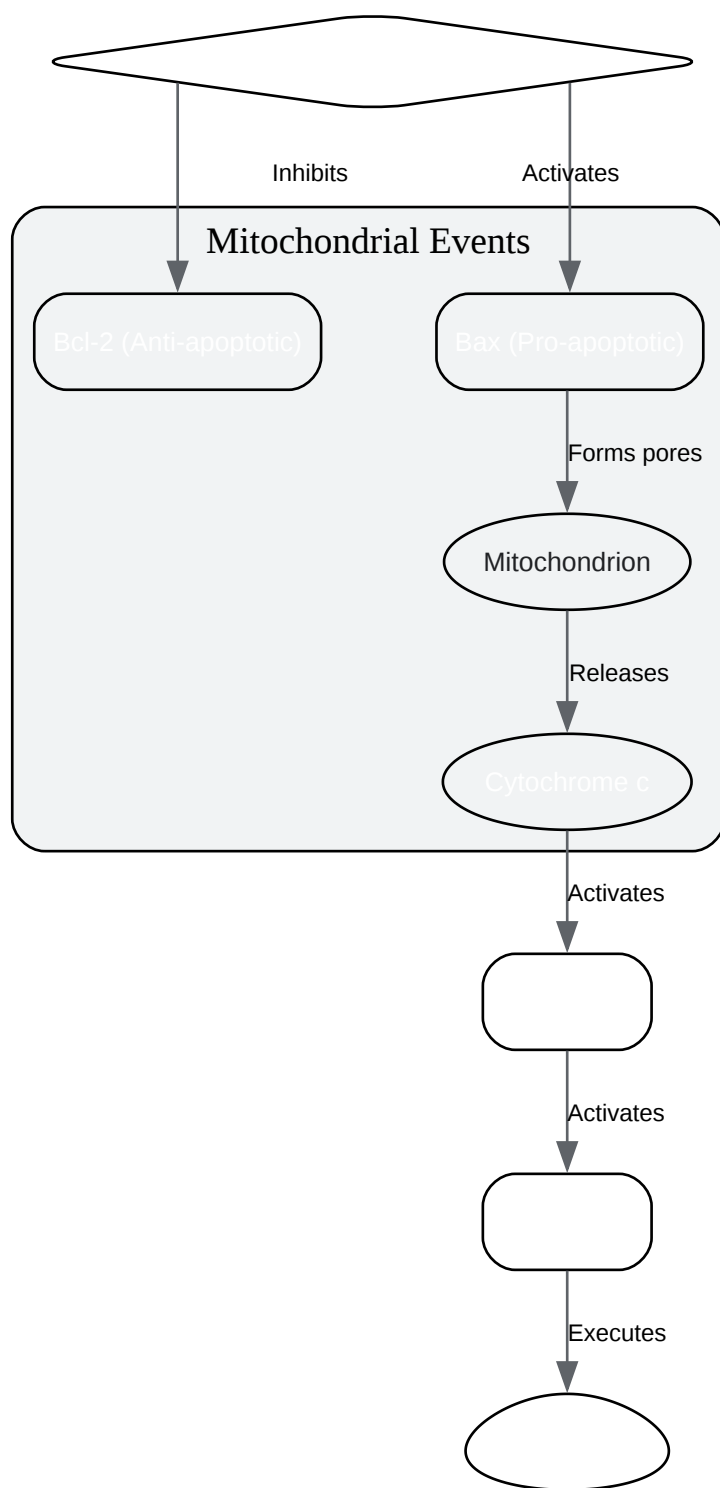 Inhibits
Activates
Mitochondrial Events
Bcl-2 (Anti-apoptotic)
Bax (Pro-apoptotic)
Forms pores
Mitochondrion
Releases
Cytochrome c
Activates
Activates
Executes